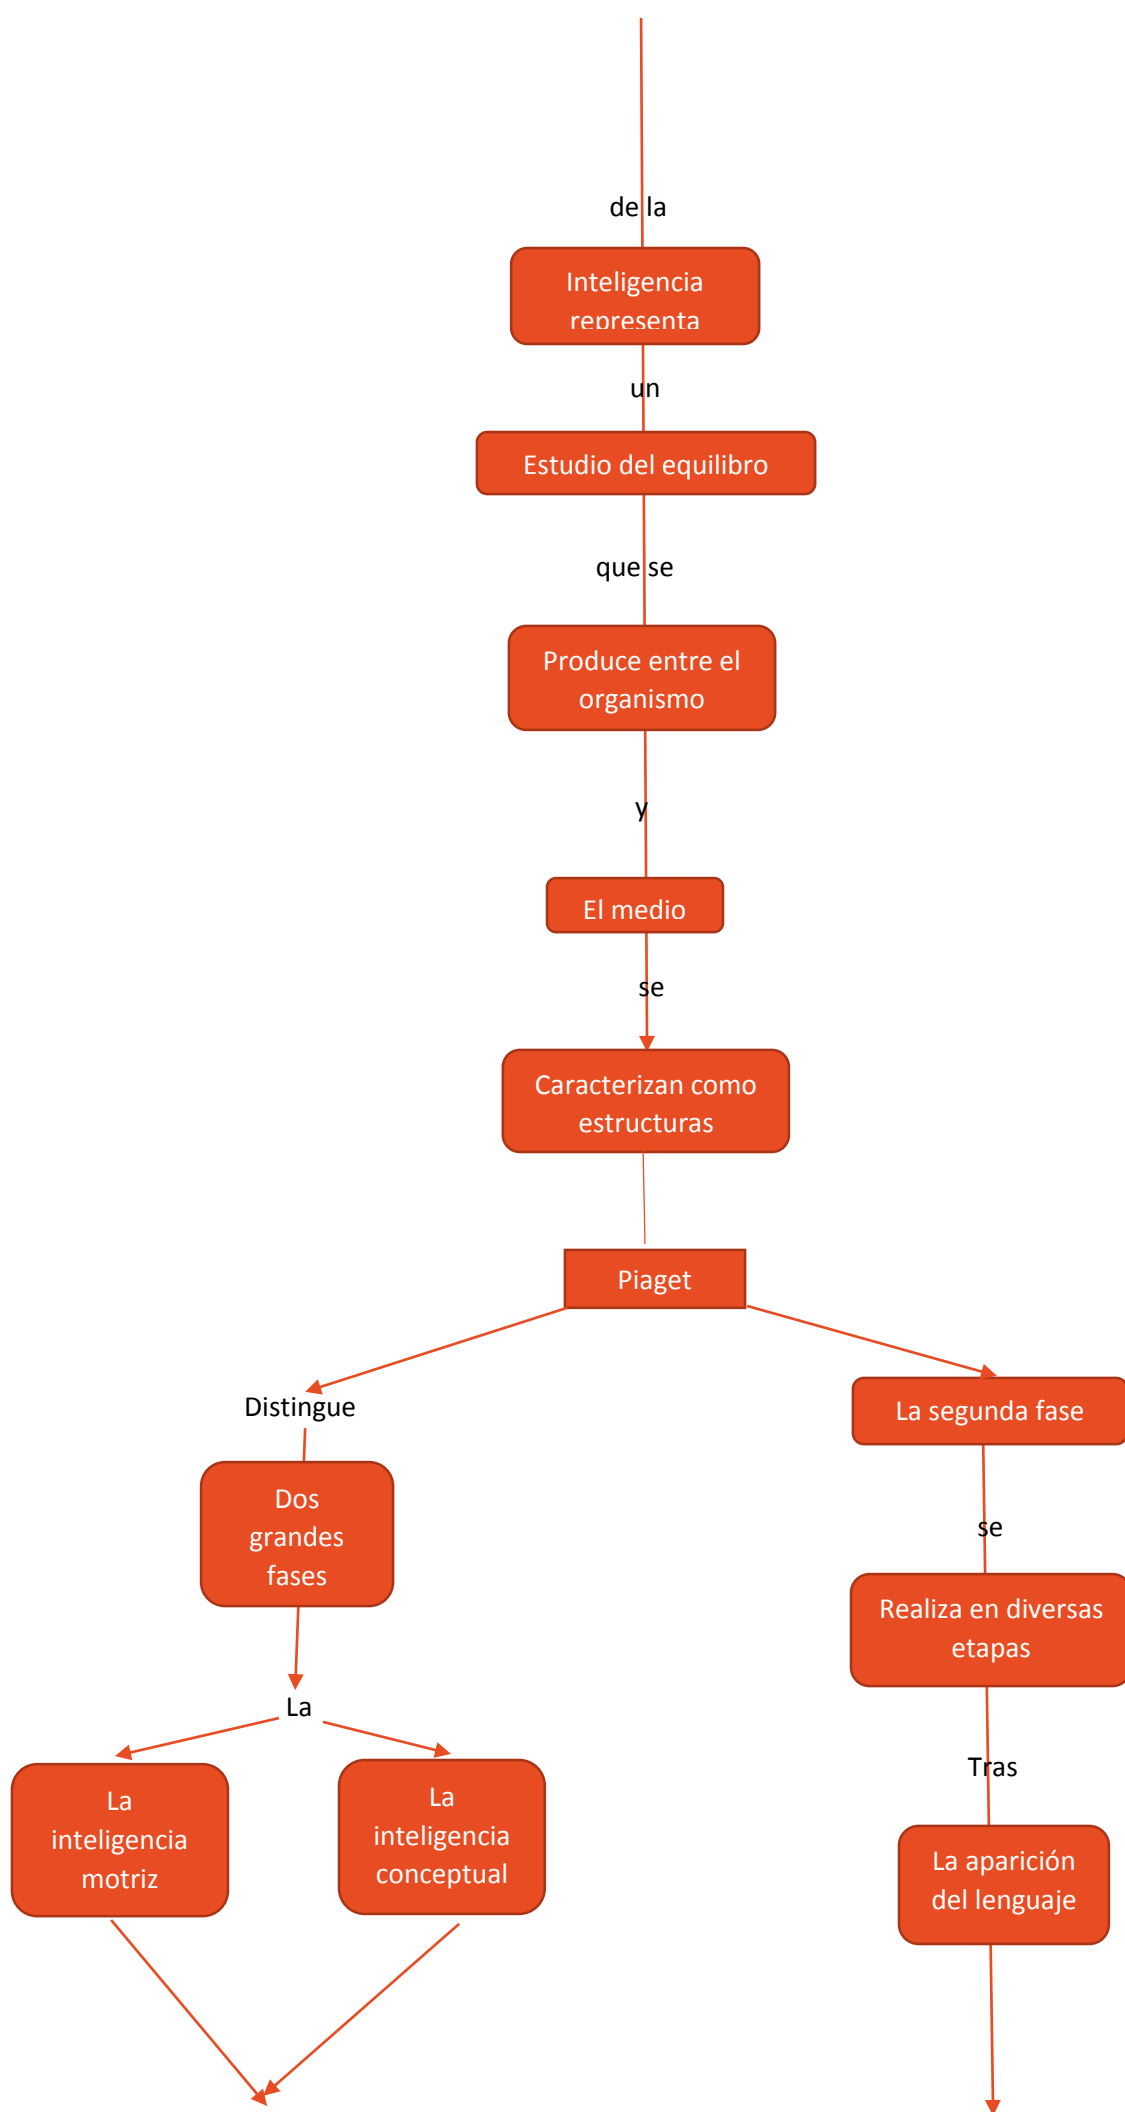 de la
Inteligencia
representa
un
Estudio del equilibro
que se
Produce entre el
organismo
y
El medio
se
Caracterizan como
estructuras
Piaget
Distingue
Dos
grandes
fases
La
La
inteligencia
motriz
La
inteligencia
conceptual
La segunda fase
se
Realiza en diversas
etapas
Tras
La aparición
del lenguaje